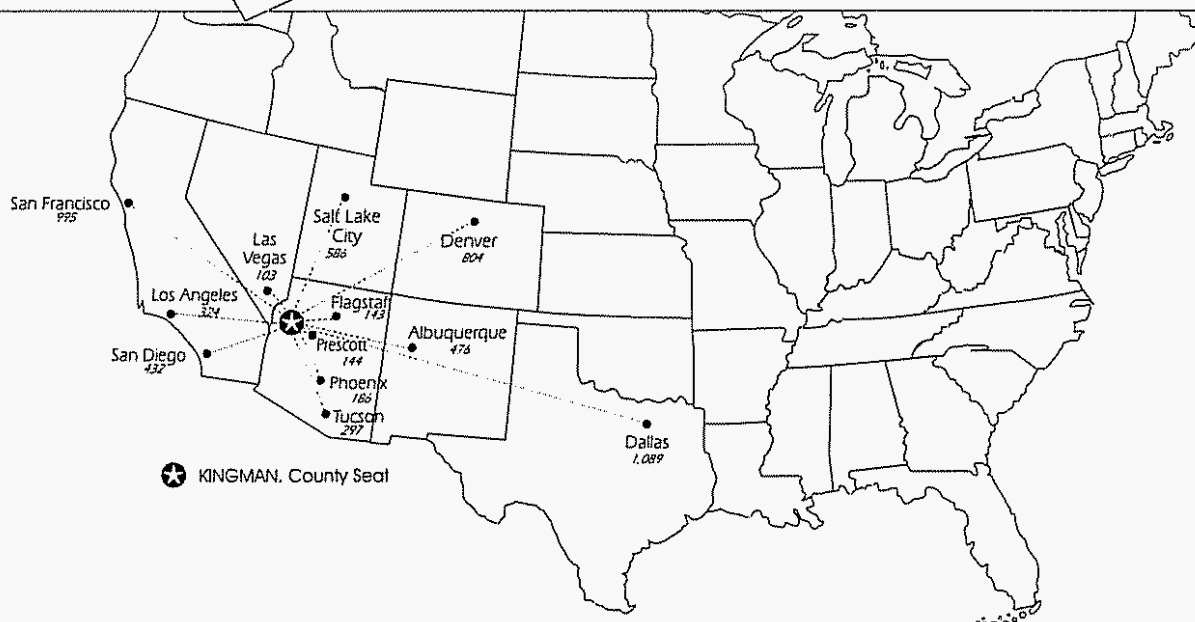 San Francisco
995
Salt Lake
City
586
Denver
804
Las
Vegas
103
Los Angeles
324
Flagstaf
143
San Diego
432
Prescott
144
Albuquerque
476
Phoenix
186
Tucson
297
Dallas
1,089
KINGMAN, County Seat